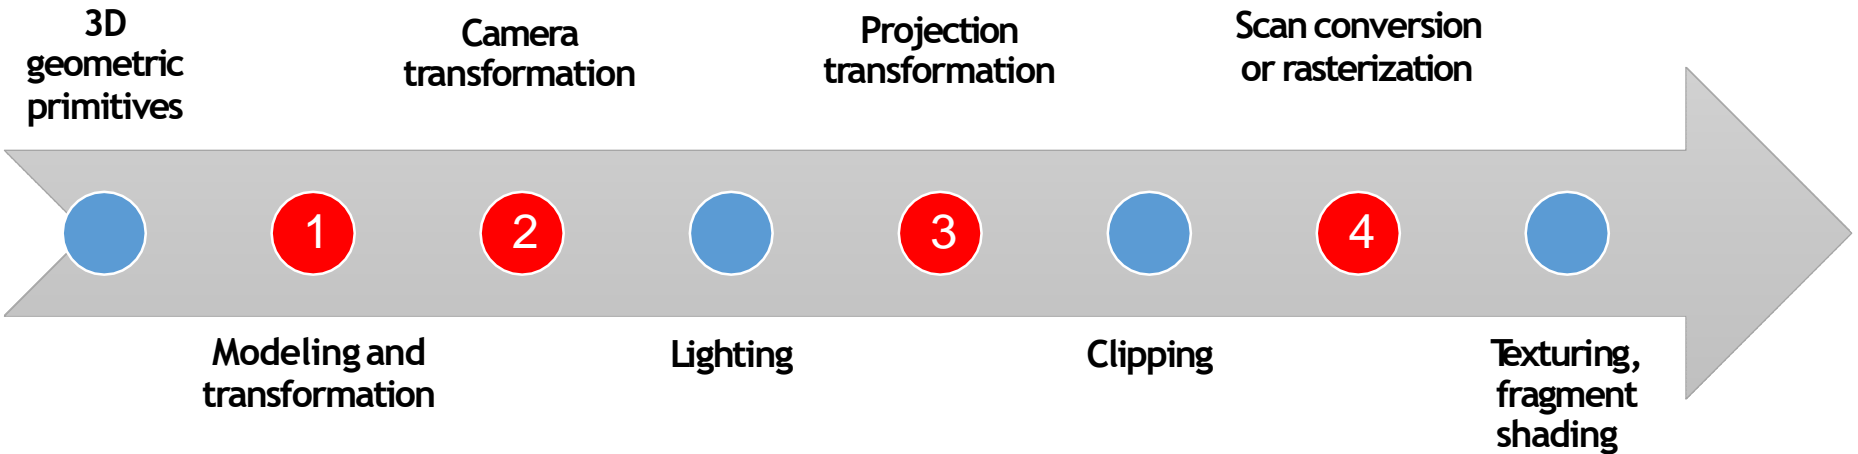 3D
geometric
primitives
Camera
transformation
Projection
transformation
Scan conversion
or rasterization
1
2
3
4
Modeling and
transformation
Lighting
Clipping
Texturing,
fragment
shading